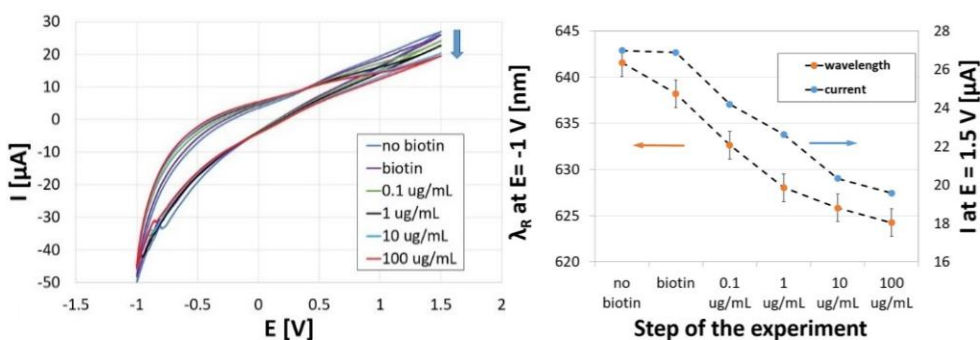 30
20
10
0
-10
-20
-30
-40
-50
I [µA]
-1.5
-1
-0.5
0
0.5
1
1.5
2
E [V]
no biotin
biotin
0.1 ug/mL
1 ug/mL
10 ug/mL
100 ug/mL
645
640
635
630
625
620
λR at E= -1 V [nm]
wavelength
current
28
26
24
22
20
18
16
I at E = 1.5 V [µA]
no biotin
biotin
0.1 ug/mL
1 ug/mL
10 ug/mL
100 ug/mL
Step of the experiment